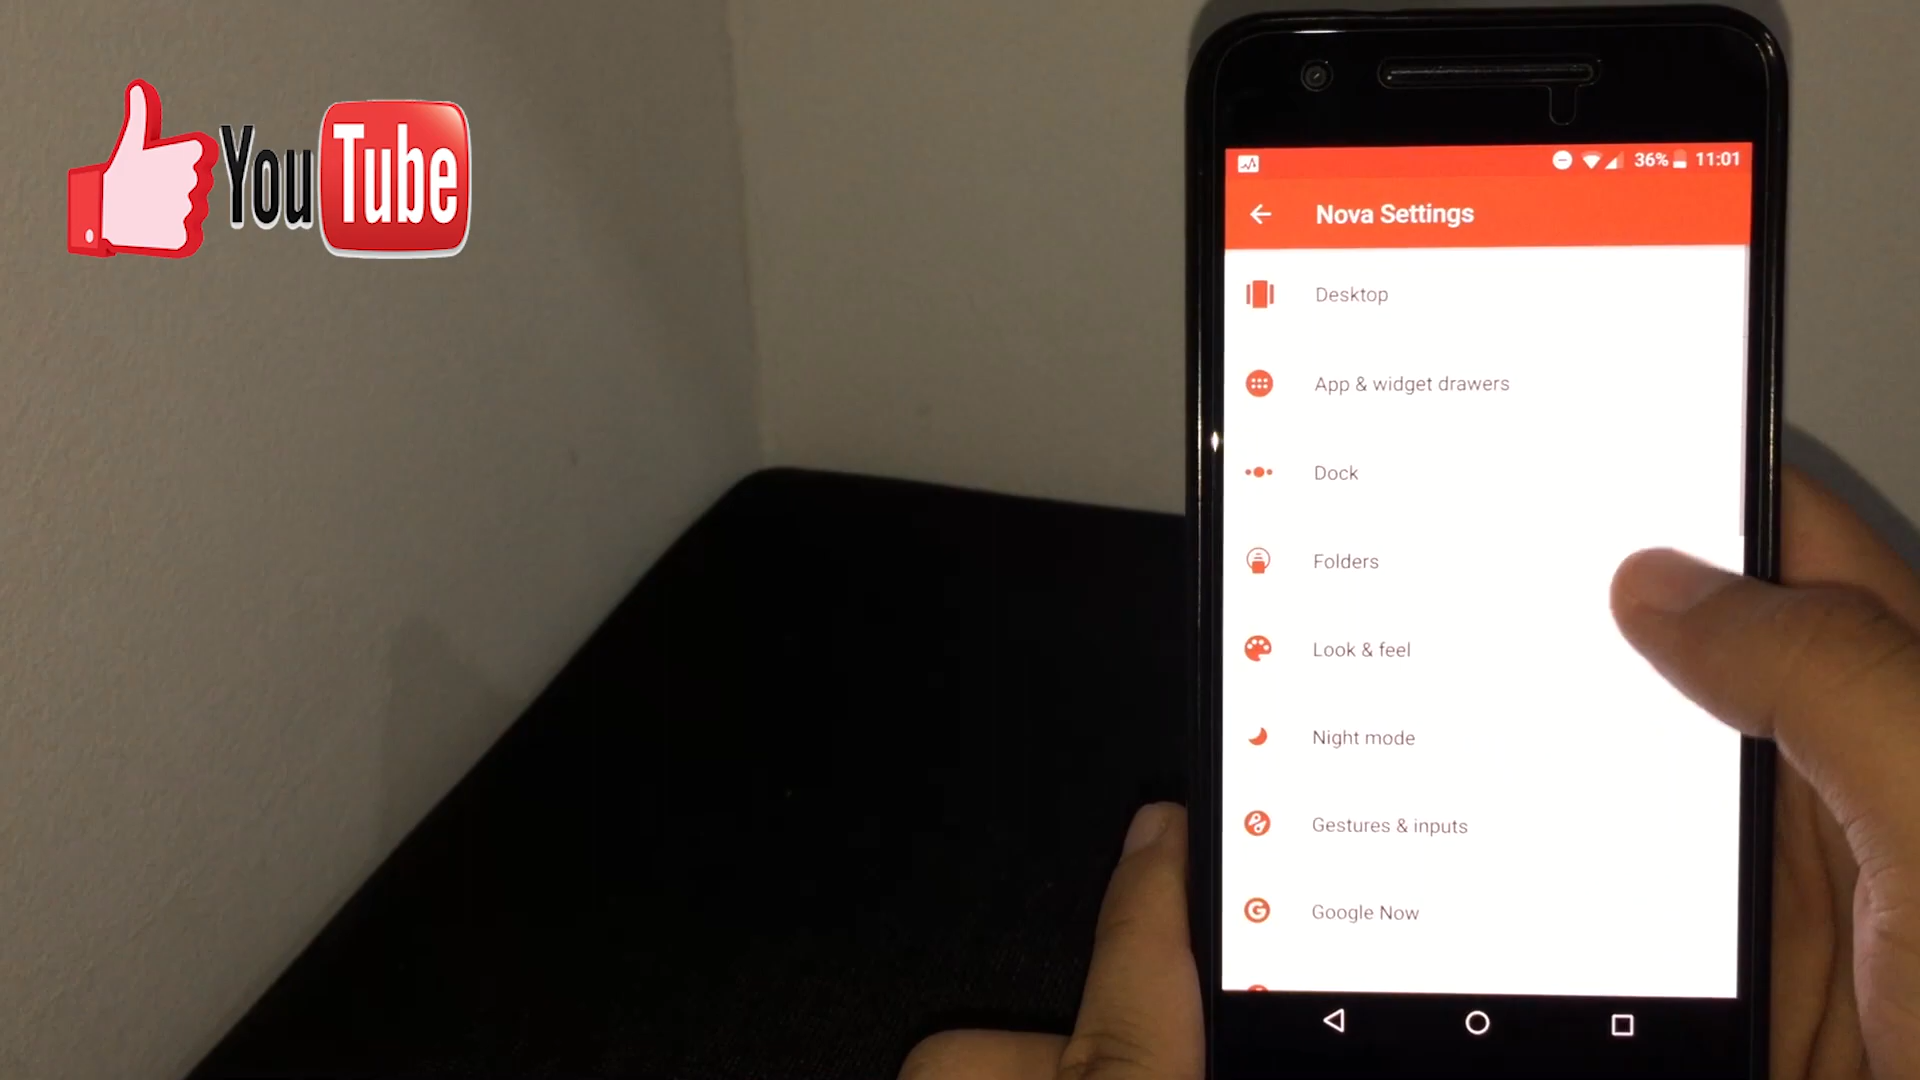 YouTube
36% 11:01
Nova Settings
Desktop
App & widget drawers
Dock
Folders
Look & feel
Night mode
Gestures & inputs
Google Now